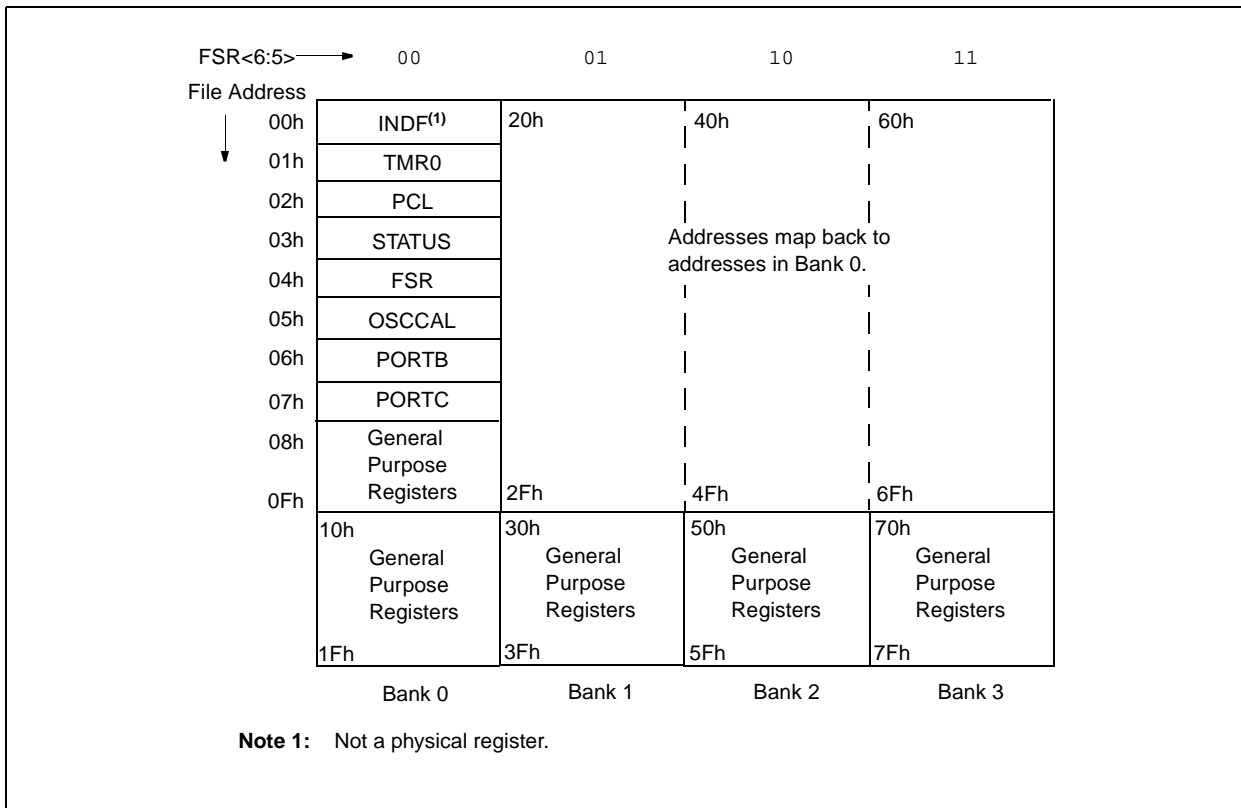 FSR<6:5> 00 01 10 11
File Address
00h INDF(1) 20h 40h 60h
01h TMR0
02h PCL
03h STATUS Addresses map back to
addresses in Bank 0.
04h FSR
05h OSCCAL
06h PORTB
07h PORTC
08h General
Purpose
Registers
0Fh 2Fh 4Fh 6Fh
10h 30h 50h 70h
General General General General
Purpose Purpose Purpose Purpose
Registers Registers Registers Registers
1Fh 3Fh 5Fh 7Fh
Bank 0 Bank 1 Bank 2 Bank 3
Note 1: Not a physical register.